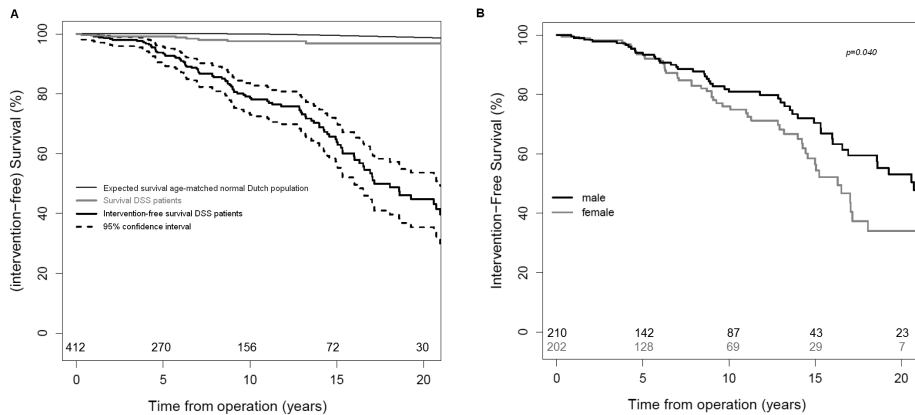 A
(intervention−free) Survival (%)
100
80
60
40
20
0
Expected survival age−matched normal Dutch population
Survival DSS patients
Intervention−free survival DSS patients
95% confidence interval
412 270 156 72 30
0 5 10 15 20
Time from operation (years)
B
Intervention−Free Survival (%)
100
80
60
40
20
0
p=0.040
male
female
210 142 87 43 23
202 128 69 29 7
0 5 10 15 20
Time from operation (years)